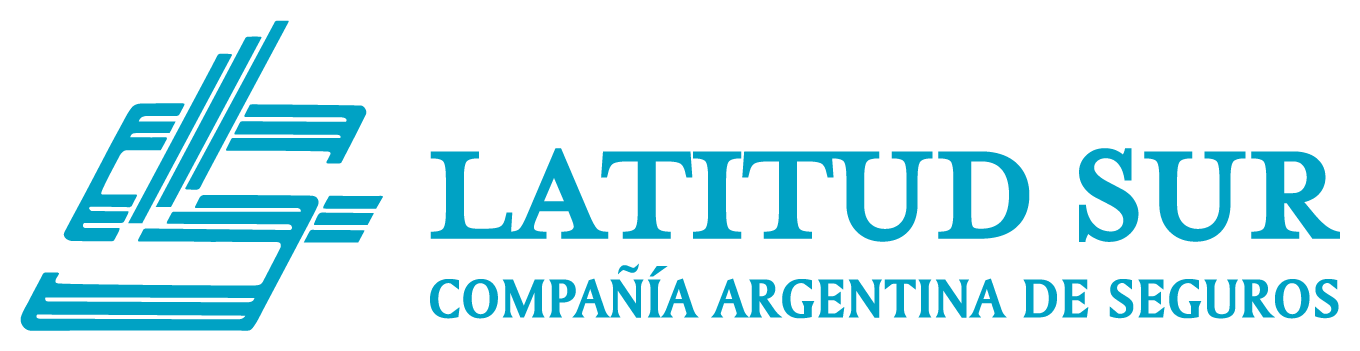 LATITUD SUR
COMPAÑÍA ARGENTINA DE SEGUROS